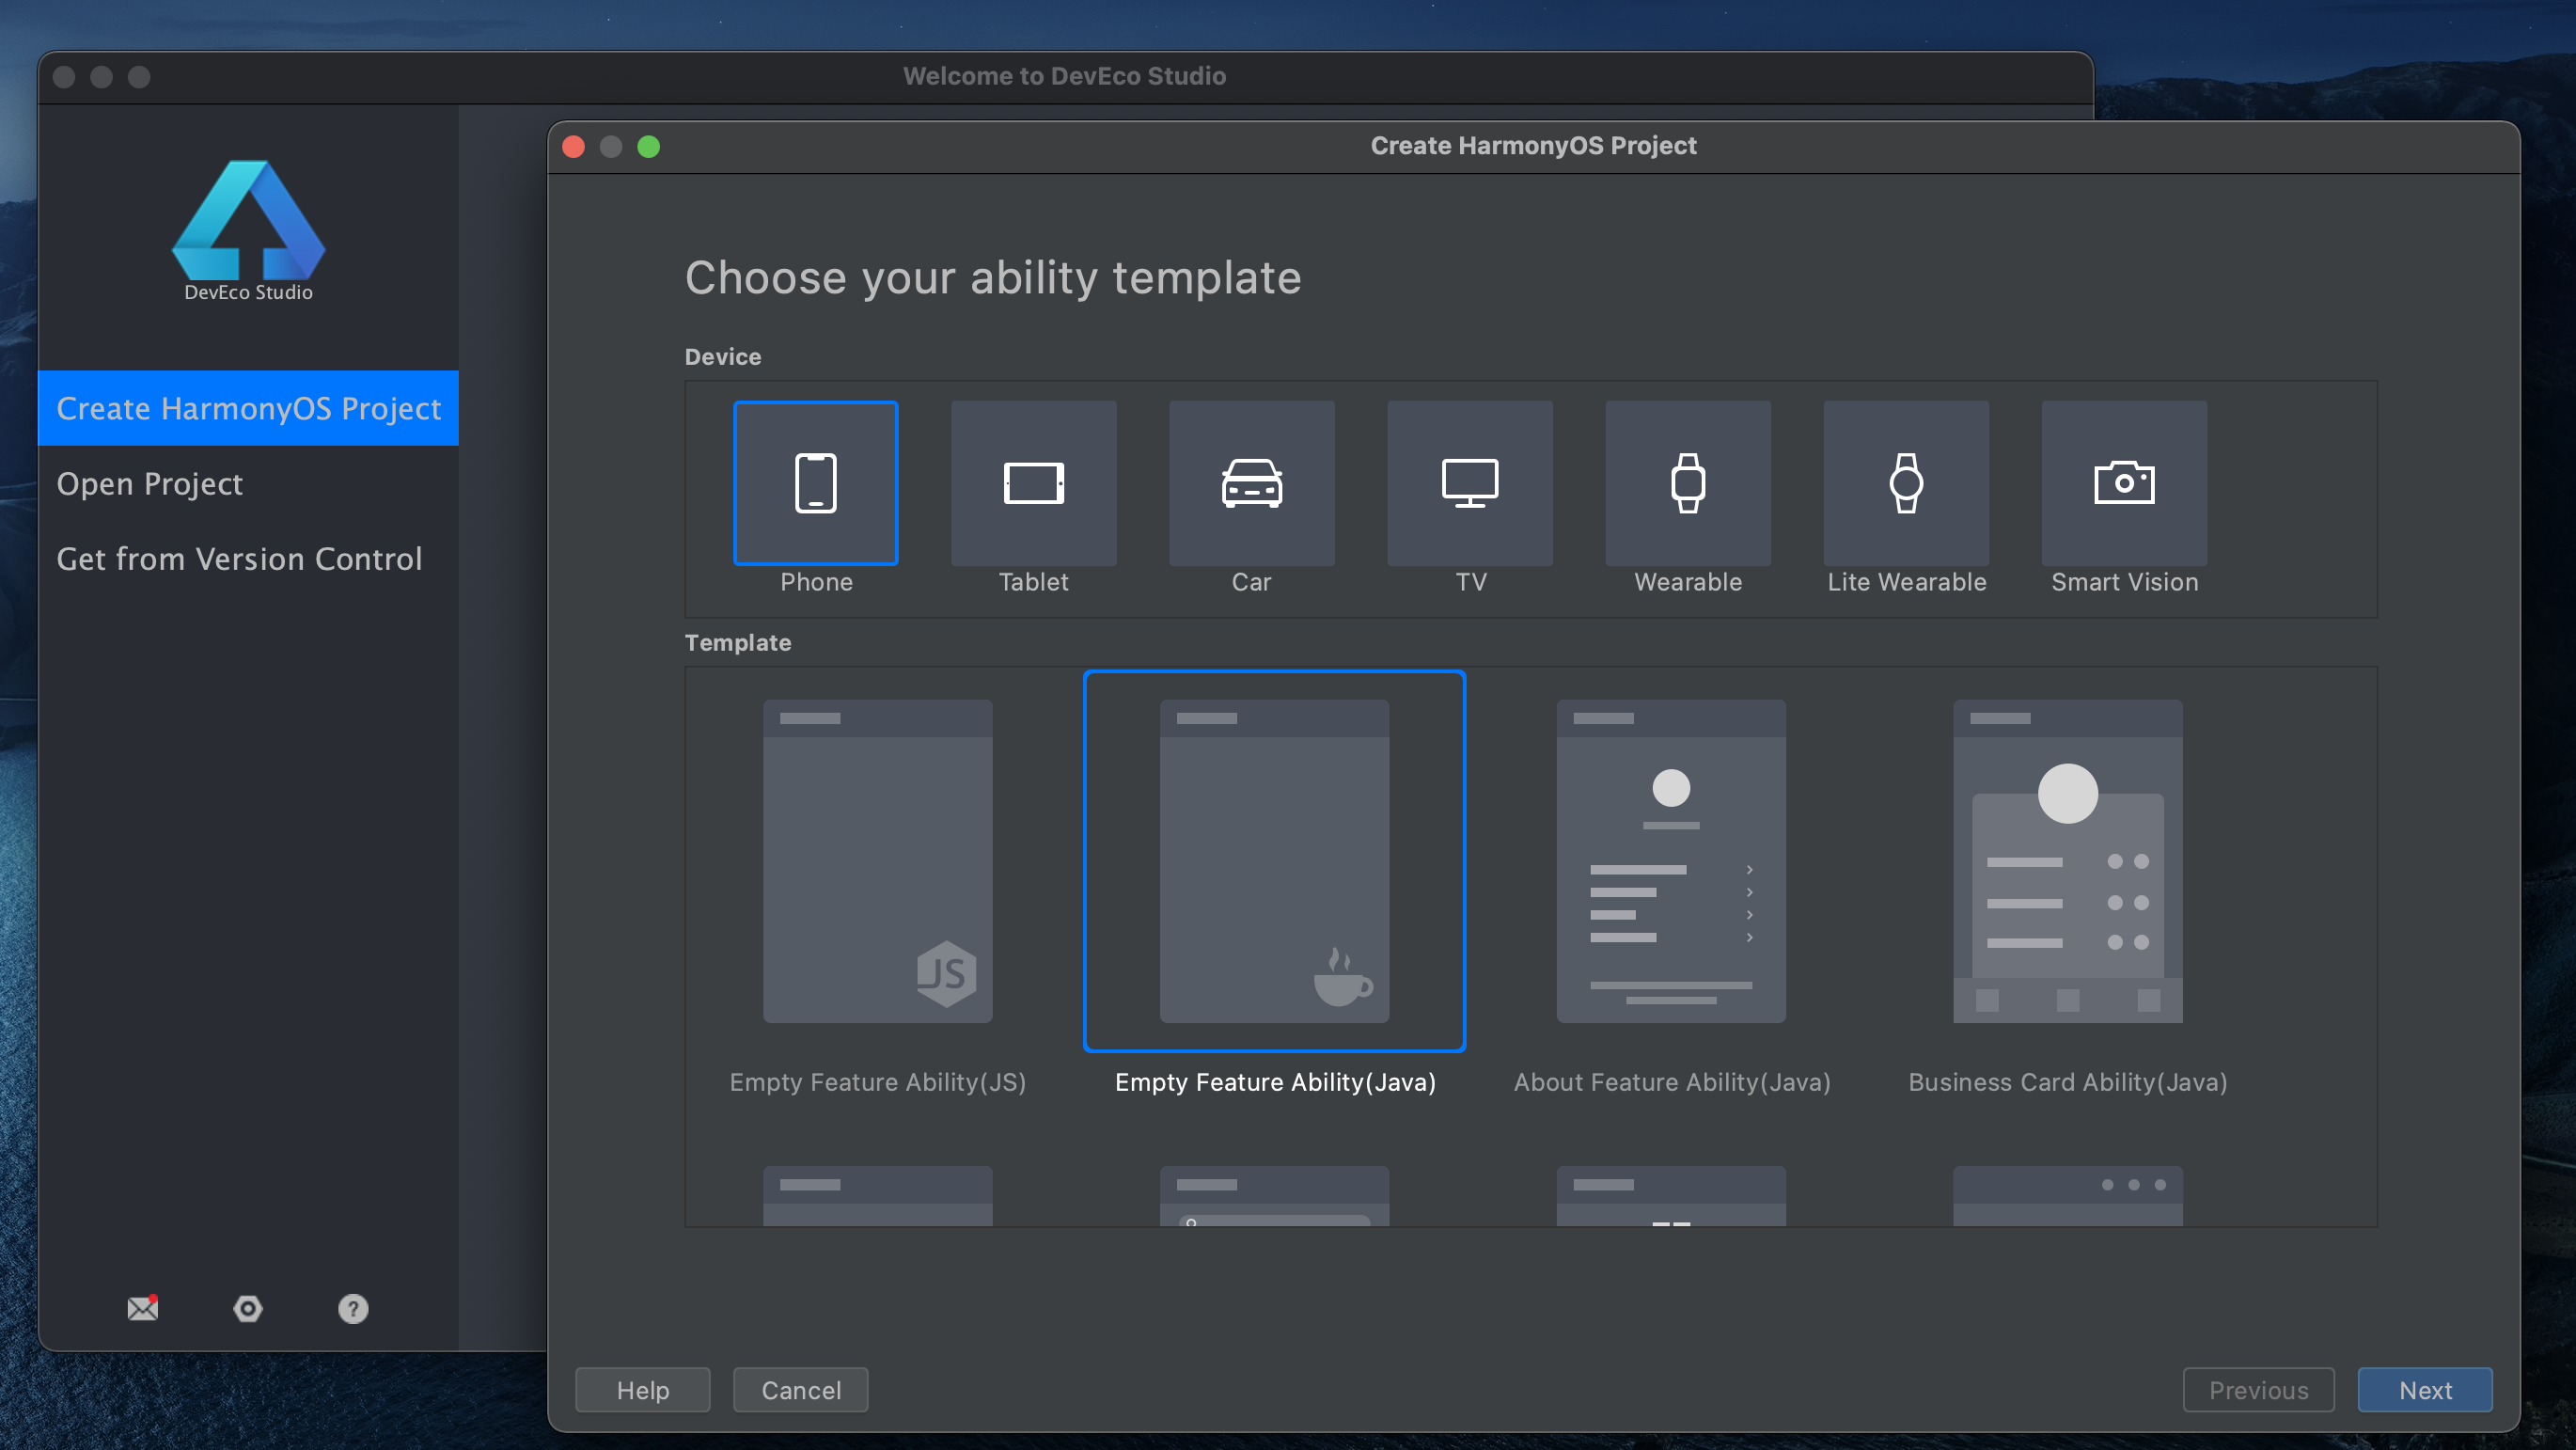 Welcome to DevEco Studio
DevEco Studio
Create HarmonyOS Project
Open Project
Get from Version Control
Create HarmonyOS Project
Choose your ability template
Device
Phone
Tablet
Car
TV
Wearable
Lite Wearable
Smart Vision
Template
JS
Empty Feature Ability(JS)
Empty Feature Ability(Java)
About Feature Ability(Java)
Business Card Ability(Java)
?
Help
Cancel
Previous
Next